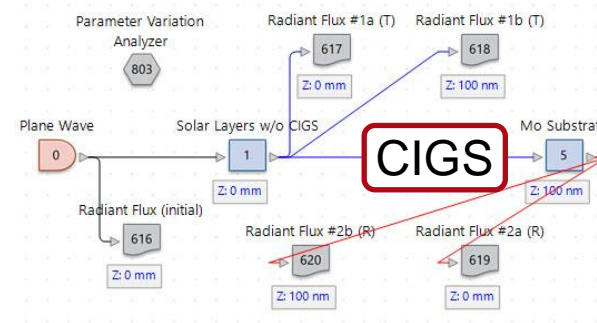 Parameter Variation
Analyzer
803
Radiant Flux #1a (T)
617
Z: 0 mm
Radiant Flux #1b (T)
618
Z: 100 nm
Plane Wave
0
Solar Layers w/o CIGS
1
Z: 0 mm
CIGS
Mo Substrat
5
Z: 100 nm
Radiant Flux (initial)
616
Z: 0 mm
Radiant Flux #2b (R)
620
Z: 100 nm
Radiant Flux #2a (R)
619
Z: 0 mm